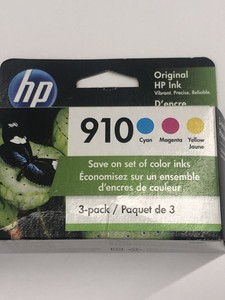 hp
Original
HP Ink
Vibrant. Precise. Reliable.
D'encre
910
Cyan Magenta Yellow
Jaune
Save on set of color inks
Économisez sur un ensemble
d'encres de couleur
3-pack / Paquet de 3